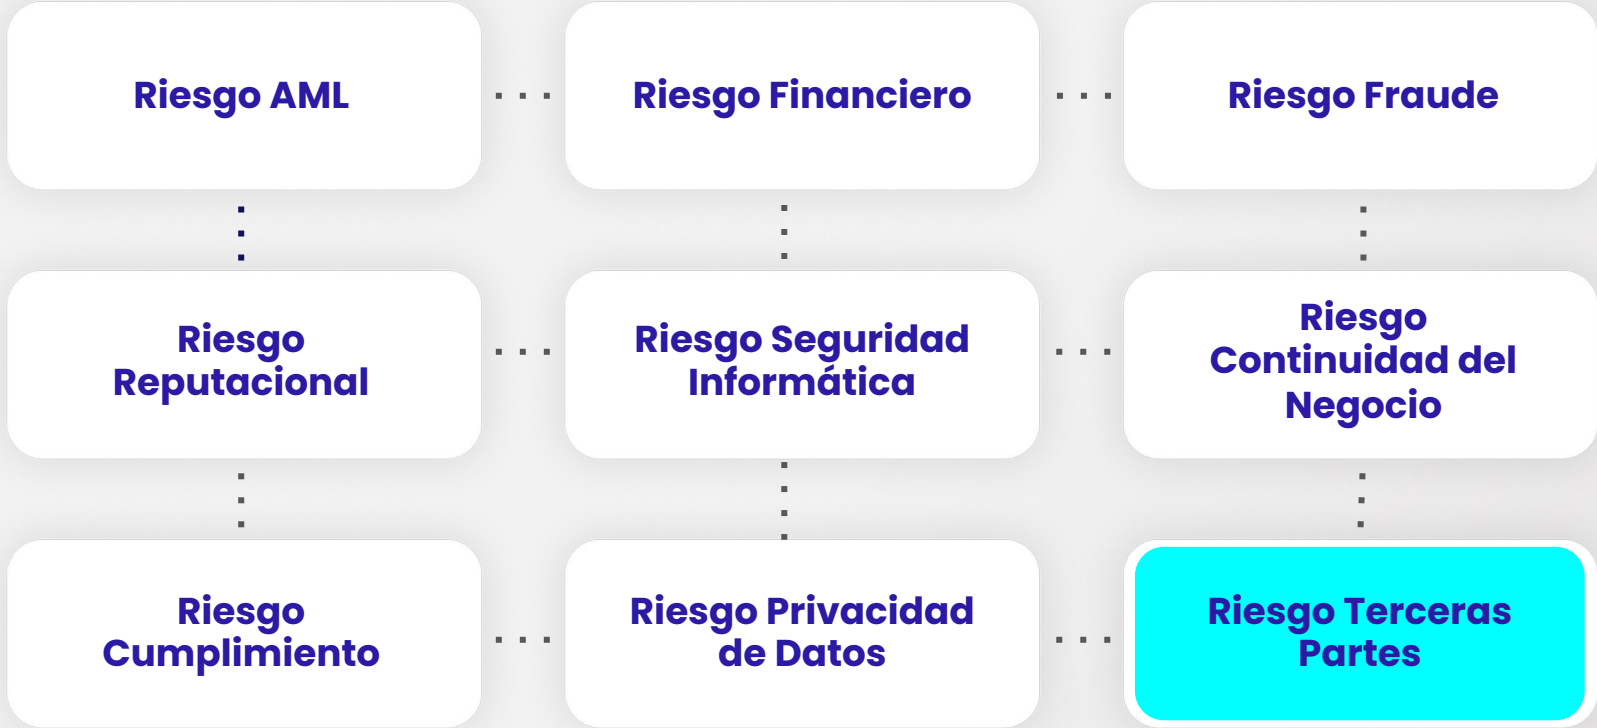 Riesgo AML
Riesgo Financiero
Riesgo Fraude
Riesgo
Reputacional
Riesgo Seguridad
Informática
Riesgo
Continuidad del
Negocio
Riesgo
Cumplimiento
Riesgo Privacidad
de Datos
Riesgo Terceras
Partes